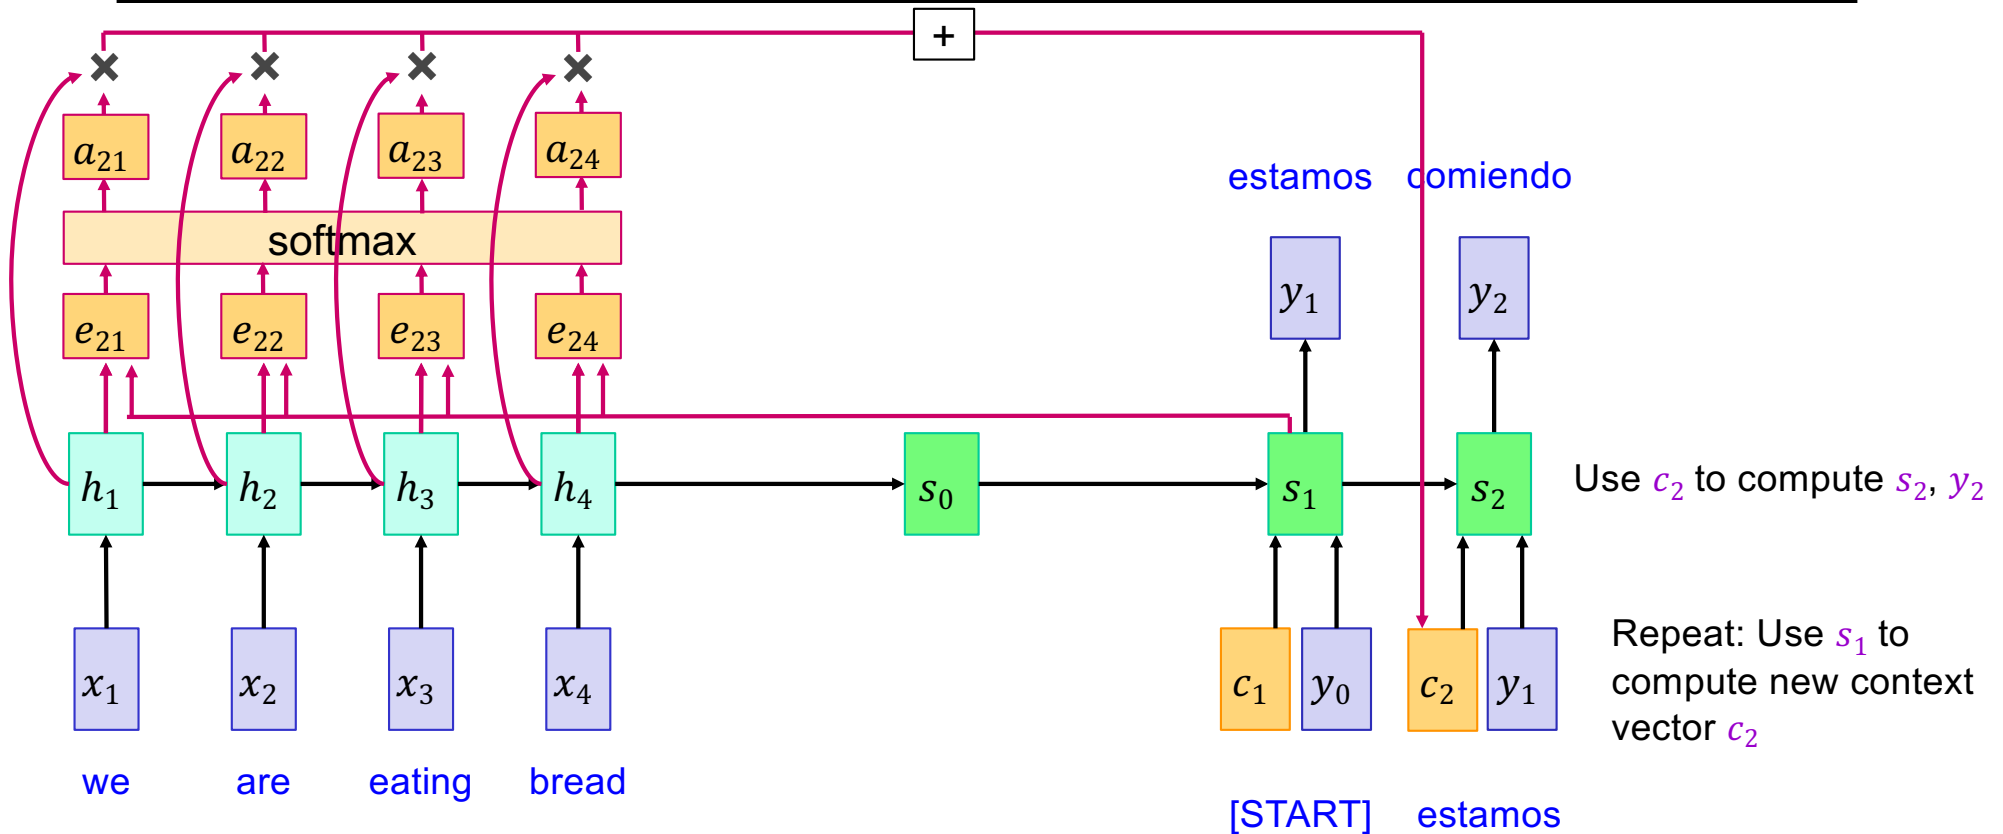 +
a21 a22 a23 a24
estamos comiendo
softmax
y1 y2
e21 e22 e23 e24
h1 h2 h3 h4 s0 s1 s2
Use c2 to compute s2, y2
x1 x2 x3 x4 c1 y0 c2 y1
Repeat: Use s1 to
compute new context
vector c2
we are eating bread
[START] estamos